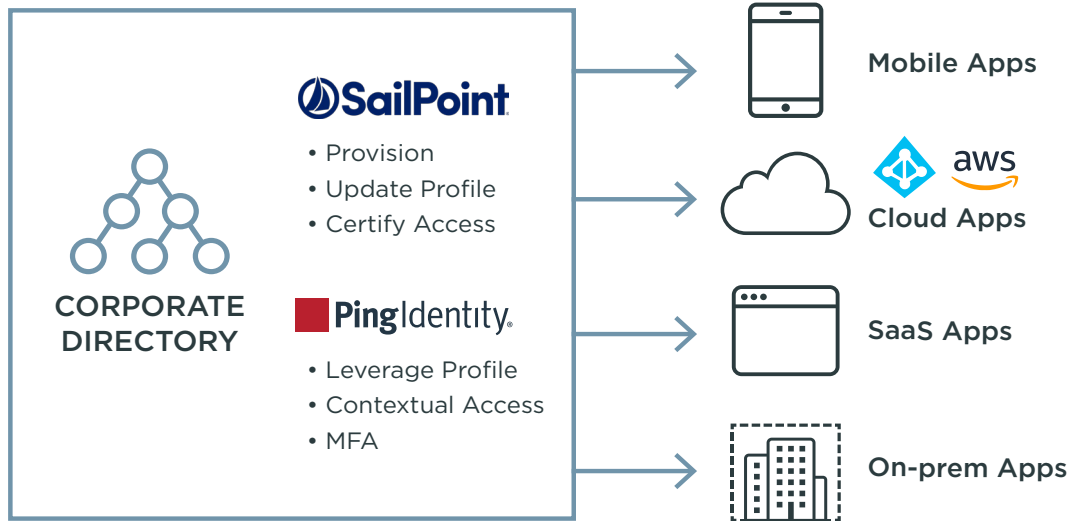 CORPORATE
DIRECTORY
SailPoint
• Provision
• Update Profile
• Certify Access
PingIdentity®
• Leverage Profile
• Contextual Access
• MFA
Mobile Apps
aws
Cloud Apps
SaaS Apps
On-prem Apps